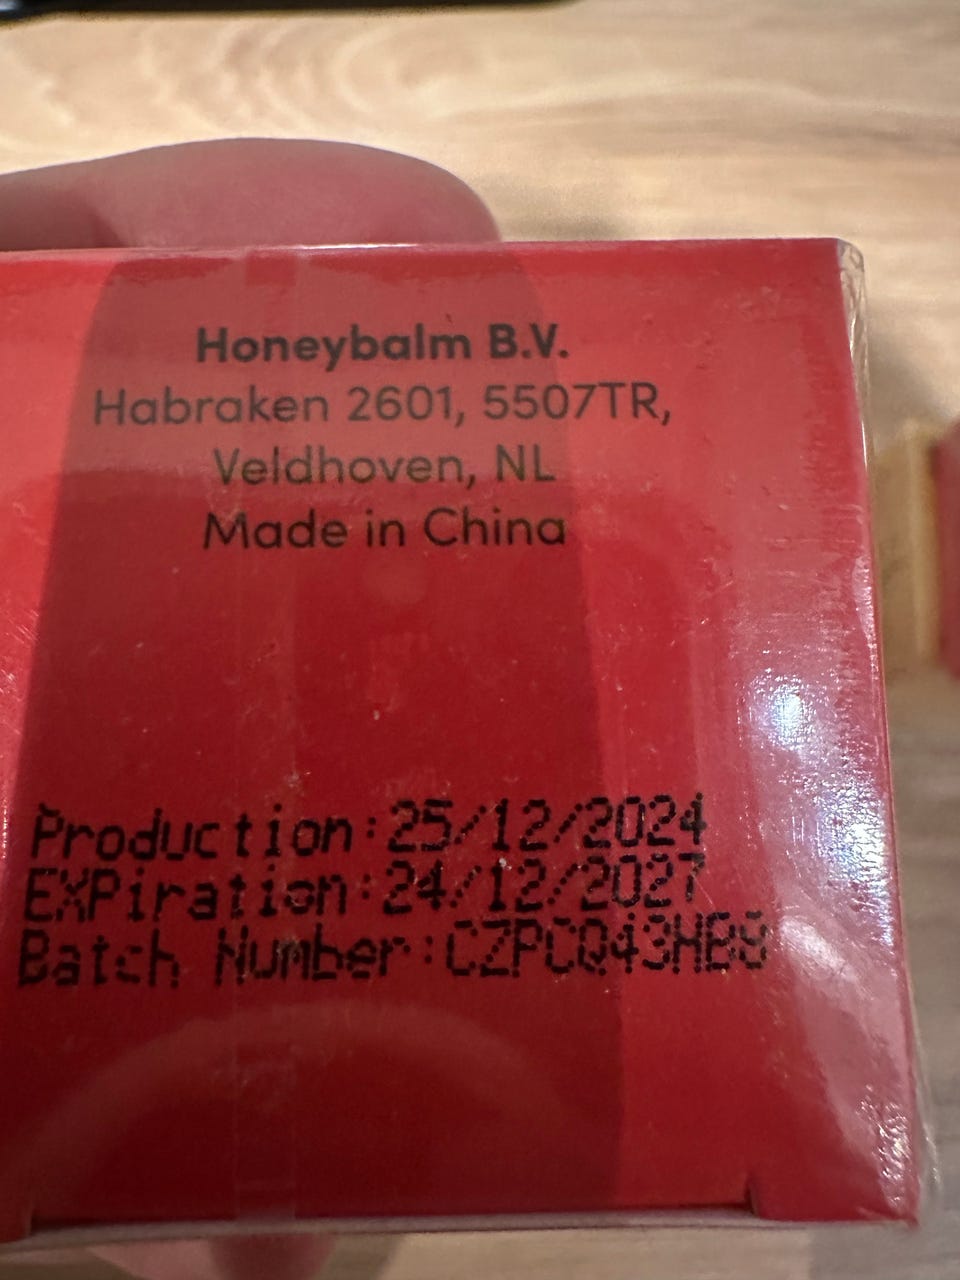 Honeybalm B.V.
Habraken 2601, 5507TR,
Veldhoven, NL
Made in China
Production:25/12/2024
EXPiration:24/12/2027
Batch Number:CZPCQ43HB8